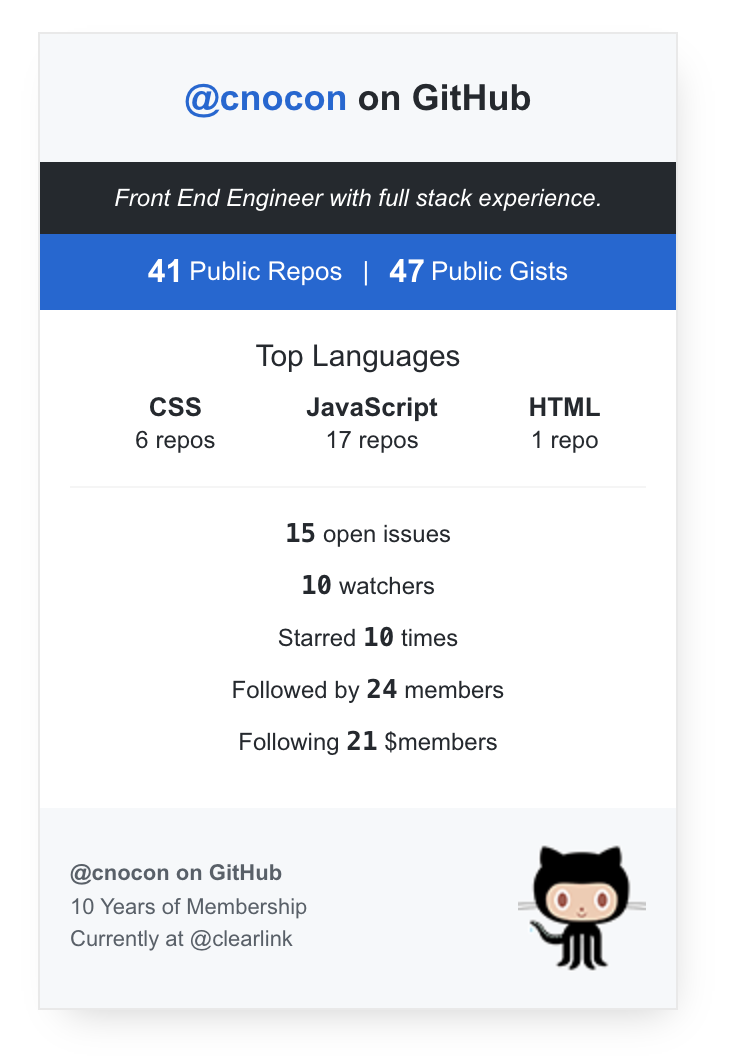 @cnocon on GitHub
Front End Engineer with full stack experience.
41 Public Repos | 47 Public Gists
Top Languages
CSS JavaScript HTML
6 repos 17 repos 1 repo
15 open issues
10 watchers
Starred 10 times
Followed by 24 members
Following 21 $members
@cnocon on GitHub
10 Years of Membership
Currently at @clearlink